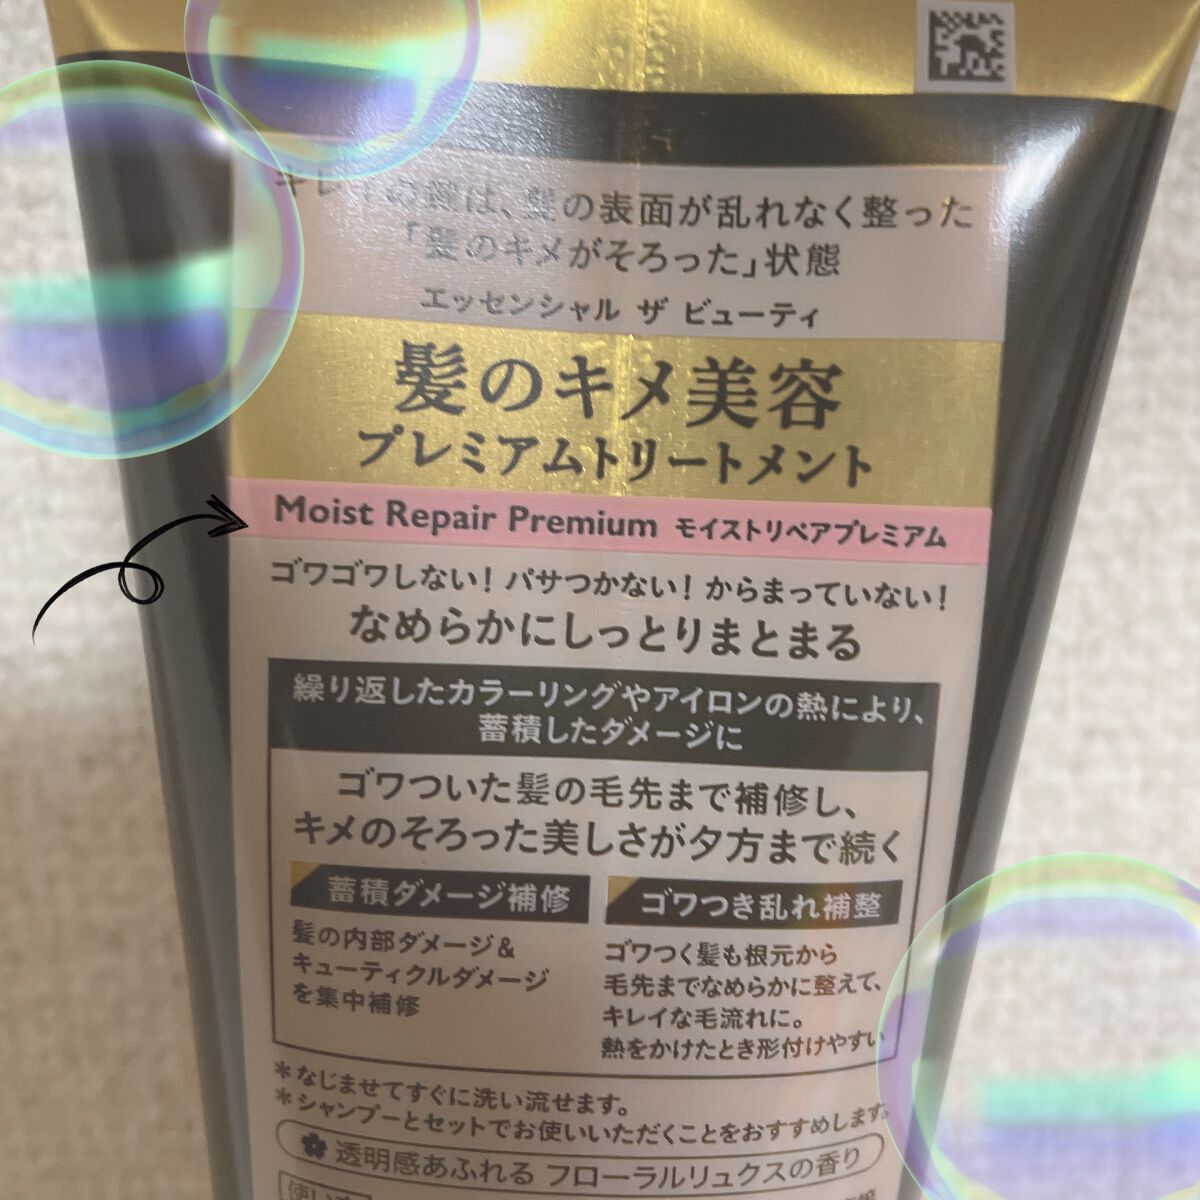 キレイの鍵は、髪の表面が乱れなく整った
「髪のキメがそろった」状態
エッセンシャル ザ ビューティ
髪のキメ美容
プレミアムトリートメント
Moist Repair Premium モイストリペアプレミアム
ゴワゴワしない! パサつかない! からまっていない!
なめらかにしっとりまとまる
繰り返したカラーリングやアイロンの熱により、
蓄積したダメージに
ゴワついた髪の毛先まで補修し、
キメのそろった美しさが夕方まで続く
蓄積ダメージ補修
髪の内部ダメージ&
キューティクルダメージ
を集中補修
ゴワつき乱れ補整
ゴワつく髪も根元から
毛先までなめらかに整えて、
キレイな毛流れに。
熱をかけたとき形付けやすい
*なじませてすぐに洗い流せます。
*シャンプーとセットでお使いいただくことをおすすめします。
透明感あふれる フローラルリュクスの香り